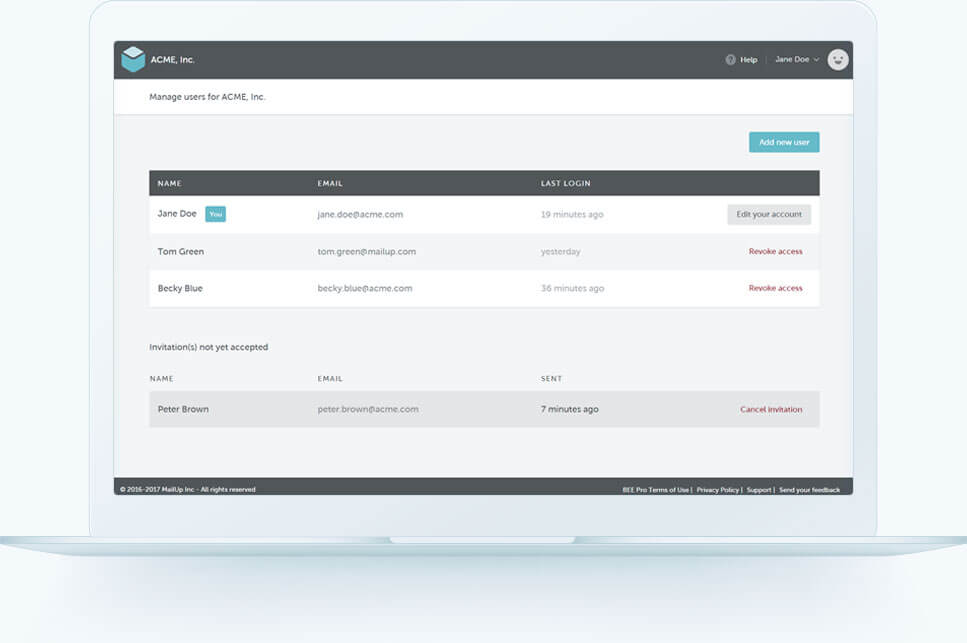 ACME, Inc.
Help
Jane Doe
Manage users for ACME, Inc.
Add new user
NAME EMAIL LAST LOGIN
Jane Doe You jane.doe@acme.com 19 minutes ago Edit your account
Tom Green tom.green@mailup.com yesterday Revoke access
Becky Blue becky.blue@acme.com 36 minutes ago Revoke access
Invitation(s) not yet accepted
NAME EMAIL SENT
Peter Brown peter.brown@acme.com 7 minutes ago Cancel invitation
© 2016-2017 MailUp Inc - All rights reserved BEE Pro Terms of Use | Privacy Policy | Support | Send your feedback